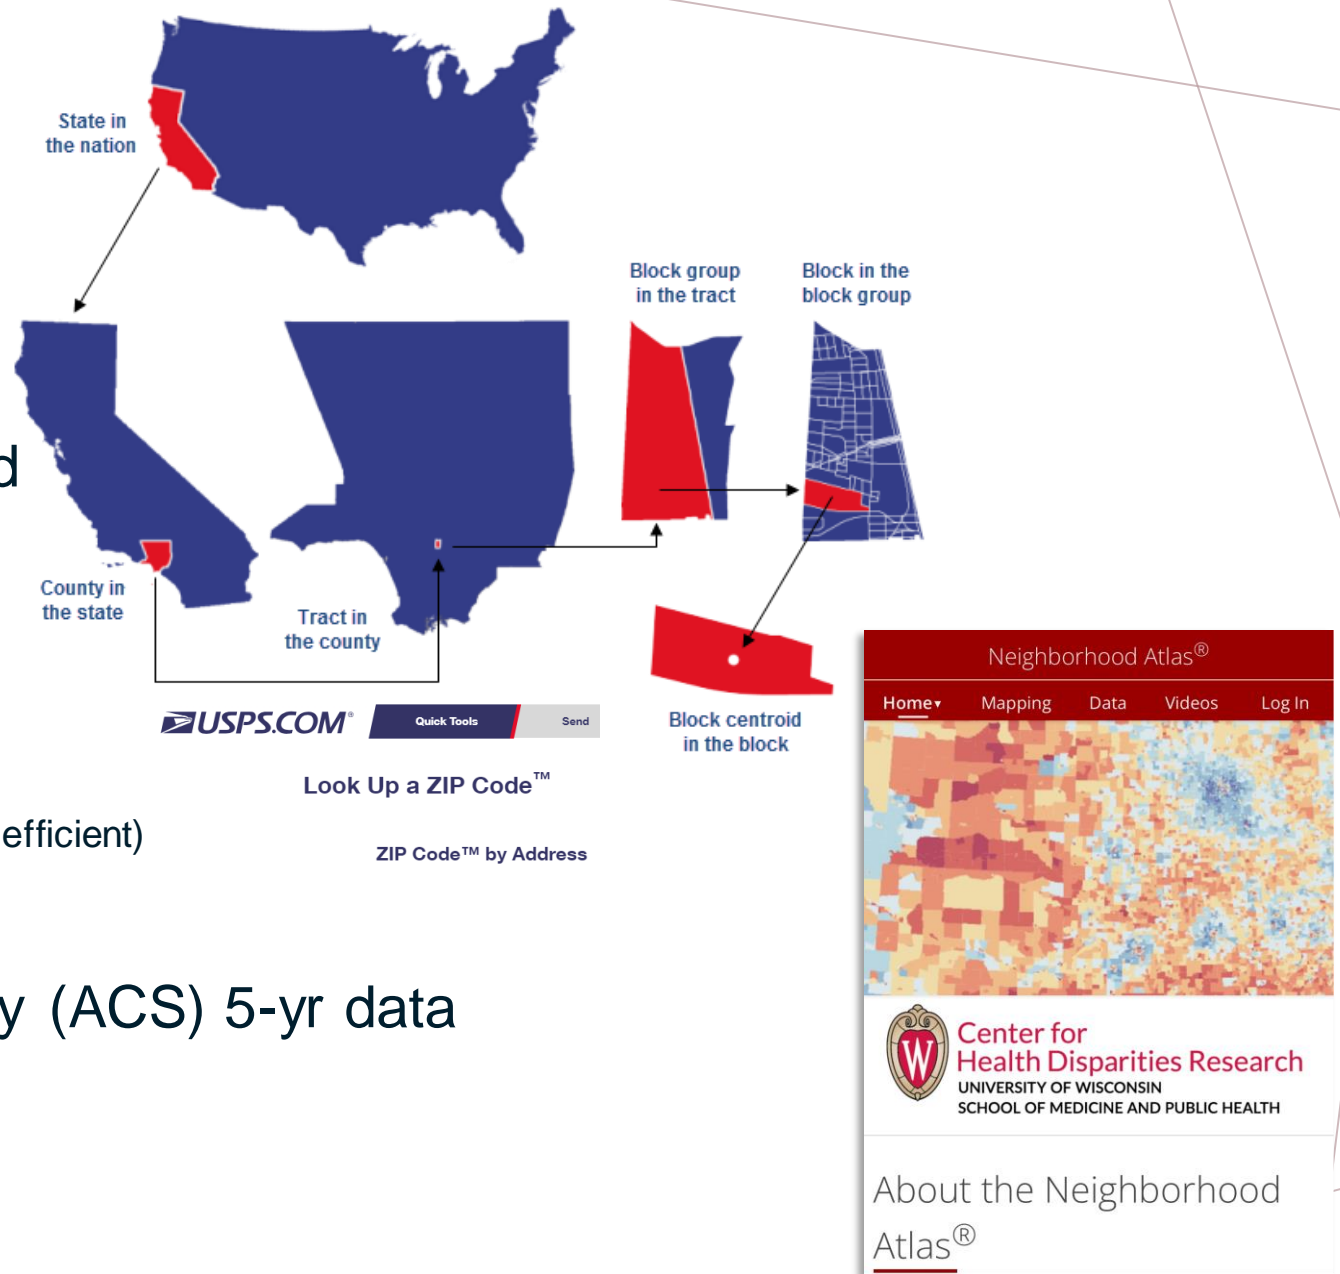 State in
the nation
Block group
in the tract
Block in the
block group
d
County in
the state
Tract in
the county
Block centroid
in the block
USPS.COM®
Quick Tools
Send
Look Up a ZIP Code™
efficient)
ZIP Code™ by Address
y (ACS) 5-yr data
Neighborhood Atlas®
Home▾ Mapping Data Videos Log In
W
Center for
Health Disparities Research
UNIVERSITY OF WISCONSIN
SCHOOL OF MEDICINE AND PUBLIC HEALTH
About the Neighborhood
Atlas®